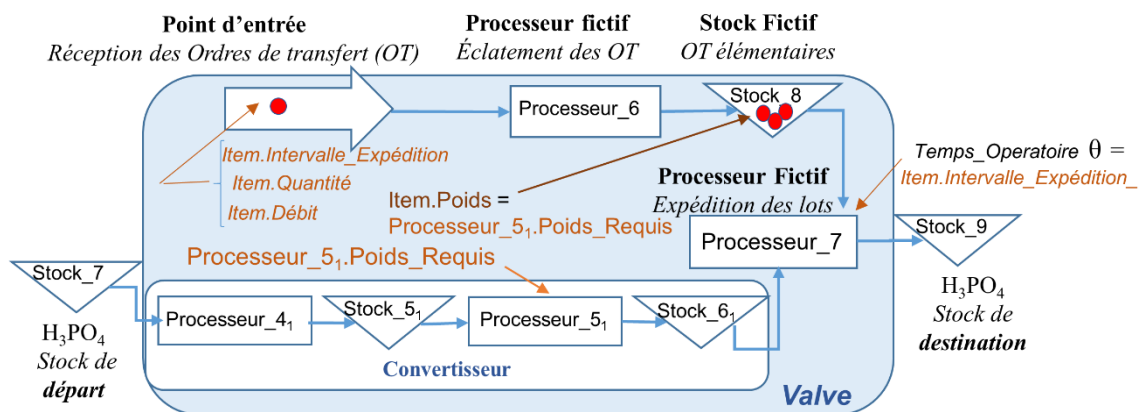 Point d’entrée
Réception des Ordres de transfert (OT)
Processeur fictif
Éclatement des OT
Stock Fictif
OT élémentaires
Processeur_6
Stock_8
Item.Intervalle_Expédition
Item.Quantité
Item.Débit
Item.Poids =
Processeur_5₁.Poids_Requis
Temps_Operatoire θ =
Item.Intervalle_Expédition_
Processeur Fictif
Expédition des lots
Processeur_7
Stock_9
H₃PO₄
Stock de
destination
Processeur_5₁.Poids_Requis
Stock_7
H₃PO₄
Stock de
départ
Processeur_4₁
Stock_5₁
Processeur_5₁
Stock_6₁
Convertisseur
Valve